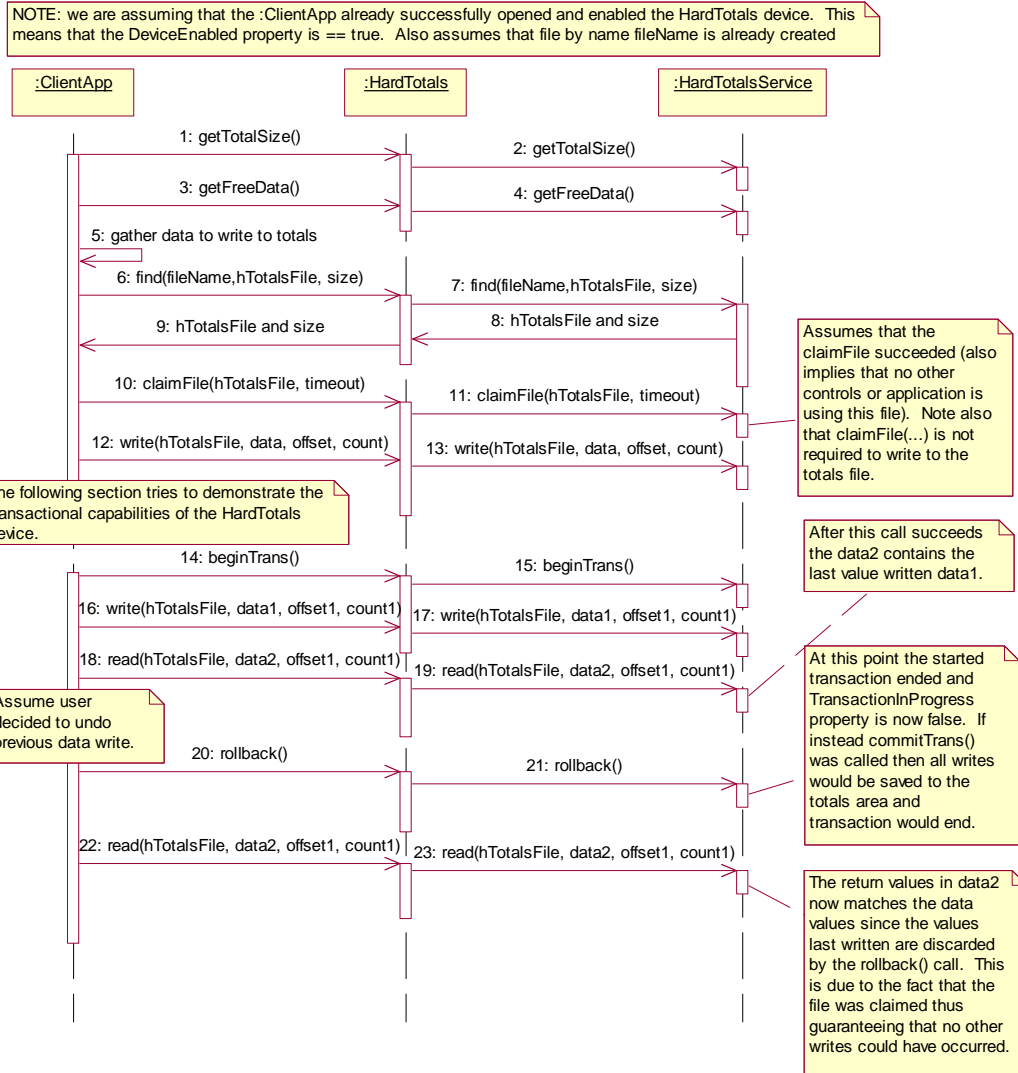 NOTE: we are assuming that the :ClientApp already successfully opened and enabled the HardTotals device. This
means that the DeviceEnabled property is == true. Also assumes that file by name fileName is already created
:ClientApp
:HardTotals
:HardTotalsService
1: getTotalSize()
2: getTotalSize()
3: getFreeData()
4: getFreeData()
5: gather data to write to totals
6: find(fileName,hTotalsFile, size)
7: find(fileName,hTotalsFile, size)
8: hTotalsFile and size
9: hTotalsFile and size
10: claimFile(hTotalsFile, timeout)
11: claimFile(hTotalsFile, timeout)
Assumes that the
claimFile succeeded (also
implies that no other
controls or application is
using this file). Note also
that claimFile(...) is not
required to write to the
totals file.
12: write(hTotalsFile, data, offset, count)
13: write(hTotalsFile, data, offset, count)
he following section tries to demonstrate the
ansactional capabilities of the HardTotals
evice.
14: beginTrans()
15: beginTrans()
After this call succeeds
the data2 contains the
last value written data1.
16: write(hTotalsFile, data1, offset1, count1)
17: write(hTotalsFile, data1, offset1, count1)
18: read(hTotalsFile, data2, offset1, count1)
19: read(hTotalsFile, data2, offset1, count1)
Assume user
decided to undo
previous data write.
At this point the started
transaction ended and
TransactionInProgress
property is now false. If
instead commitTrans()
was called then all writes
would be saved to the
totals area and
transaction would end.
20: rollback()
21: rollback()
22: read(hTotalsFile, data2, offset1, count1)
23: read(hTotalsFile, data2, offset1, count1)
The return values in data2
now matches the data
values since the values
last written are discarded
by the rollback() call. This
is due to the fact that the
file was claimed thus
guaranteeing that no other
writes could have occurred.